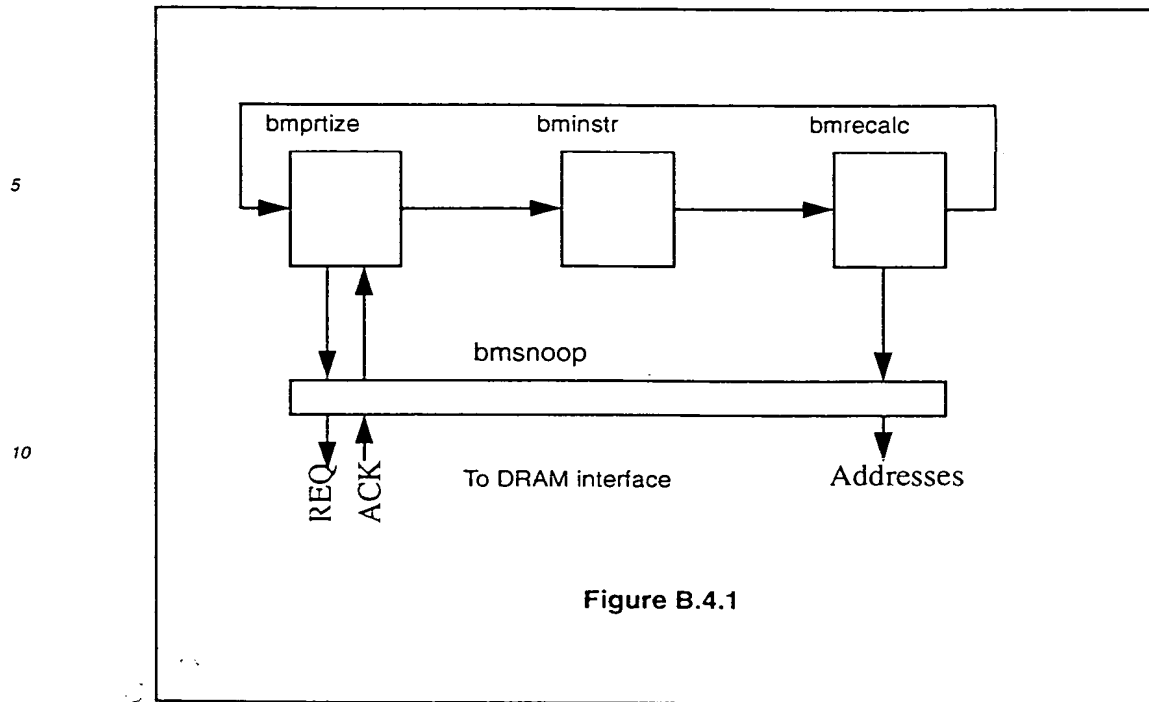 bmprtize
bminstr
bmrecalc
5
bmsnoop
10
REQ
ACK
To DRAM interface
Addresses
Figure B.4.1